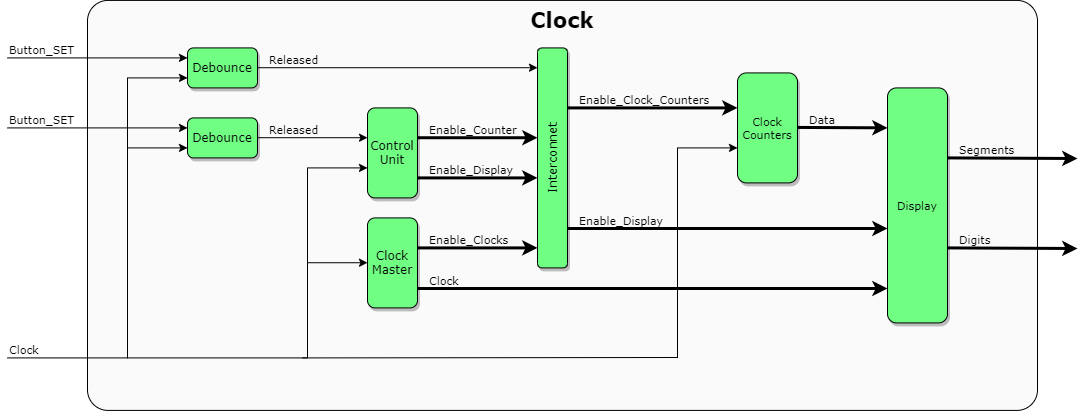 Clock
Button_SET
Debounce
Released
Button_SET
Debounce
Released
Control
Unit
Enable_Counter
Enable_Display
Clock
Master
Enable_Clocks
Clock
Interconnet
Enable_Clock_Counters
Enable_Display
Clock
Counters
Data
Display
Segments
Digits
Clock